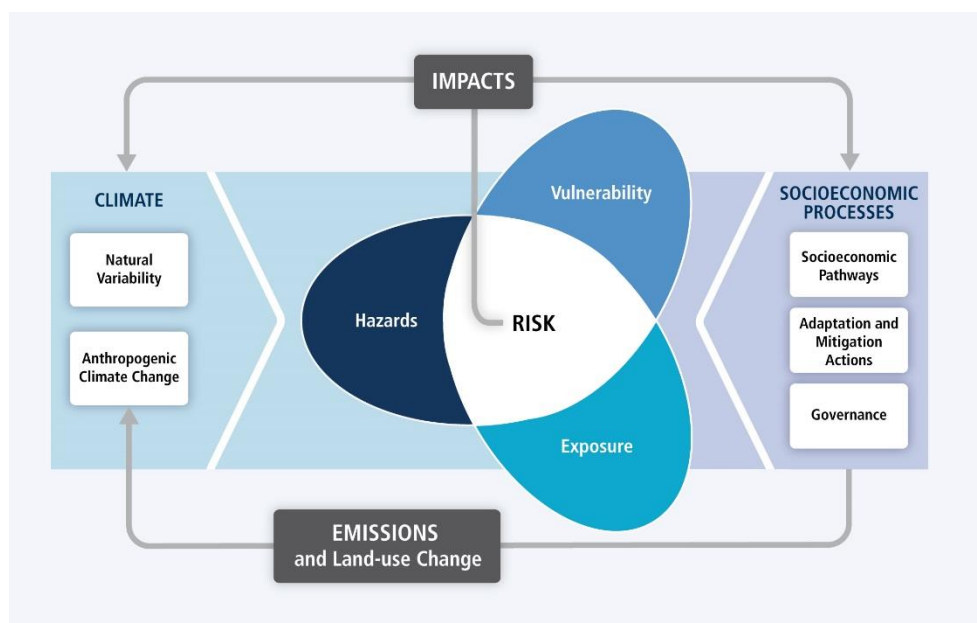 IMPACTS
CLIMATE
Natural
Variability
Anthropogenic
Climate Change
Vulnerability
Hazards
RISK
Exposure
SOCIOECONOMIC
PROCESSES
Socioeconomic
Pathways
Adaptation and
Mitigation
Actions
Governance
EMISSIONS
and Land-use Change